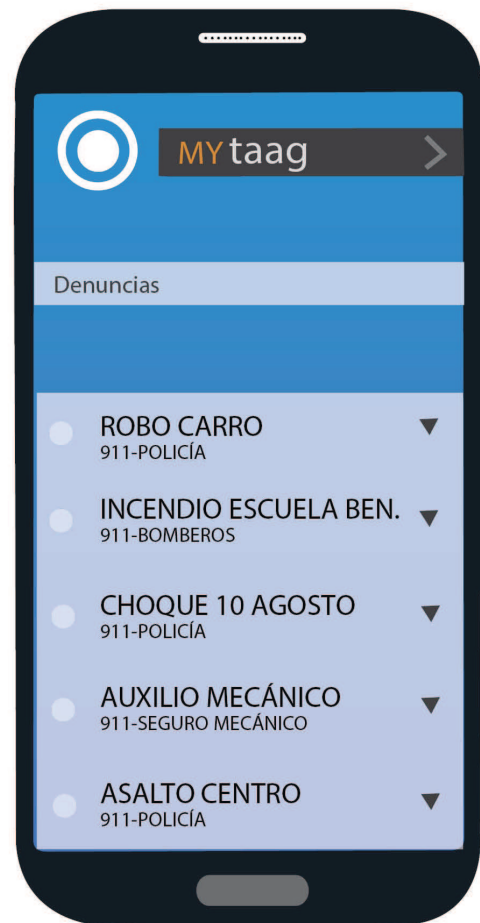 MY taag
Denuncias
ROBO CARRO
911-POLICÍA
INCENDIO ESCUELA BEN.
911-BOMBEROS
CHOQUE 10 AGOSTO
911-POLICÍA
AUXILIO MECÁNICO
911-SEGURO MECÁNICO
ASALTO CENTRO
911-POLICÍA